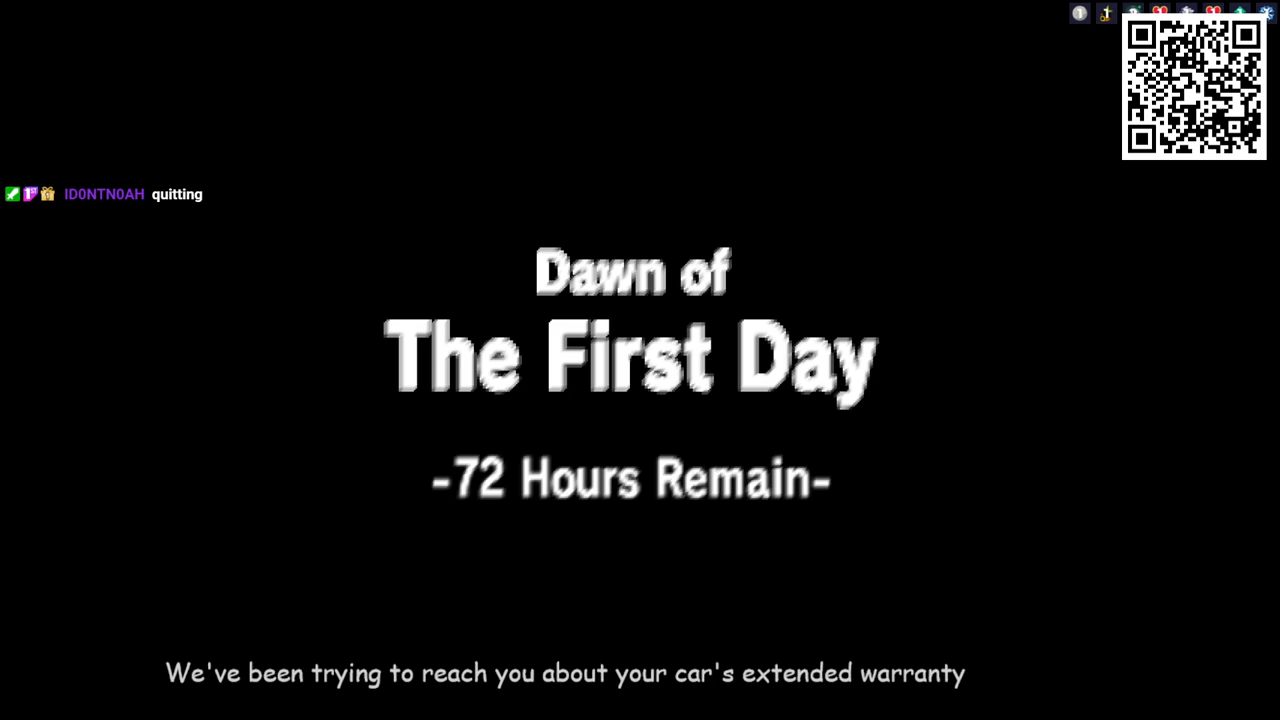 ID0NTN0AH quitting
Dawn of
The First Day
-72 Hours Remain-
We've been trying to reach you about your car's extended warranty